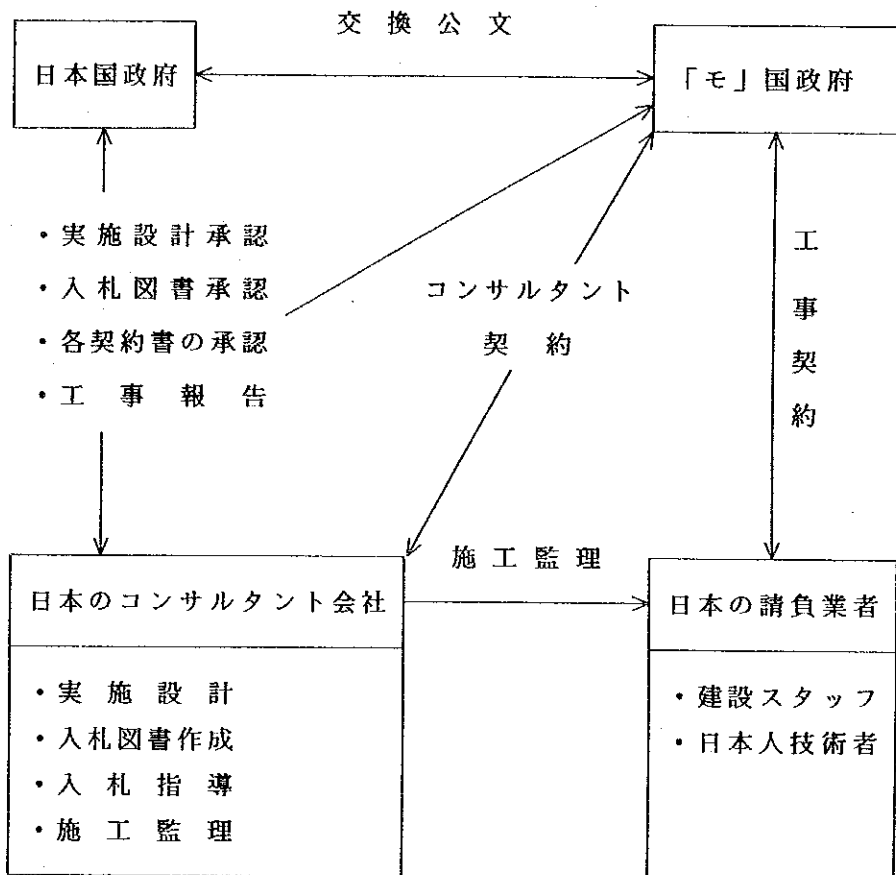 交換公文
日本国政府
「モ」国政府
・実施設計承認
・入札図書承認
・各契約書の承認
・工事報告
コンサルタント
契約
工事契約
施工監理
日本のコンサルタント会社
・実施設計
・入札図書作成
・入札指導
・施工監理
日本の請負業者
・建設スタッフ
・日本人技術者